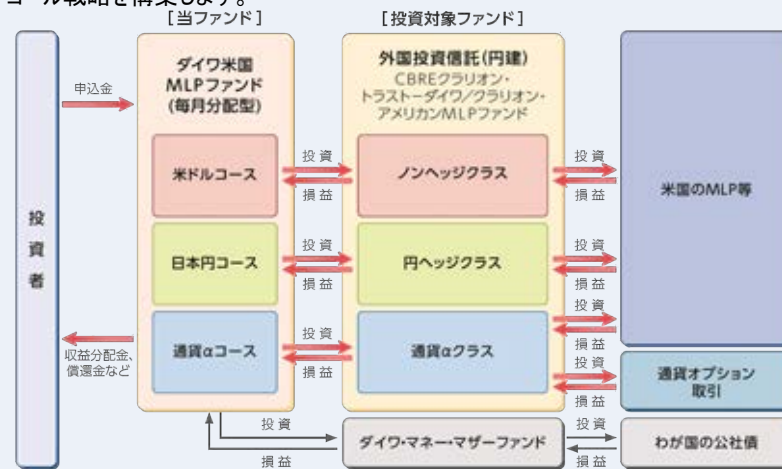 コール戦略を構築します。
［当ファンド］
［投資対象ファンド］
ダイワ米国
MLPファンド
(毎月分配型)
外国投資信託(円建)
CBREクラリオン・
トラスト－ダイワ/クラリオン・
アメリカンMLPファンド
申込金
投資
損益
投資
損益
米ドルコース
ノンヘッジクラス
米国のMLP等
投資者
投資
損益
投資
損益
日本円コース
円ヘッジクラス
投資
損益
投資
損益
通貨αコース
通貨αクラス
収益分配金、
償還金など
投資
損益
通貨オプション
取引
投資
損益
ダイワ・マネー・マザーファンド
投資
損益
わが国の公社債